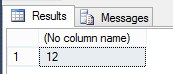 Results Messages
(No column name)
1 12